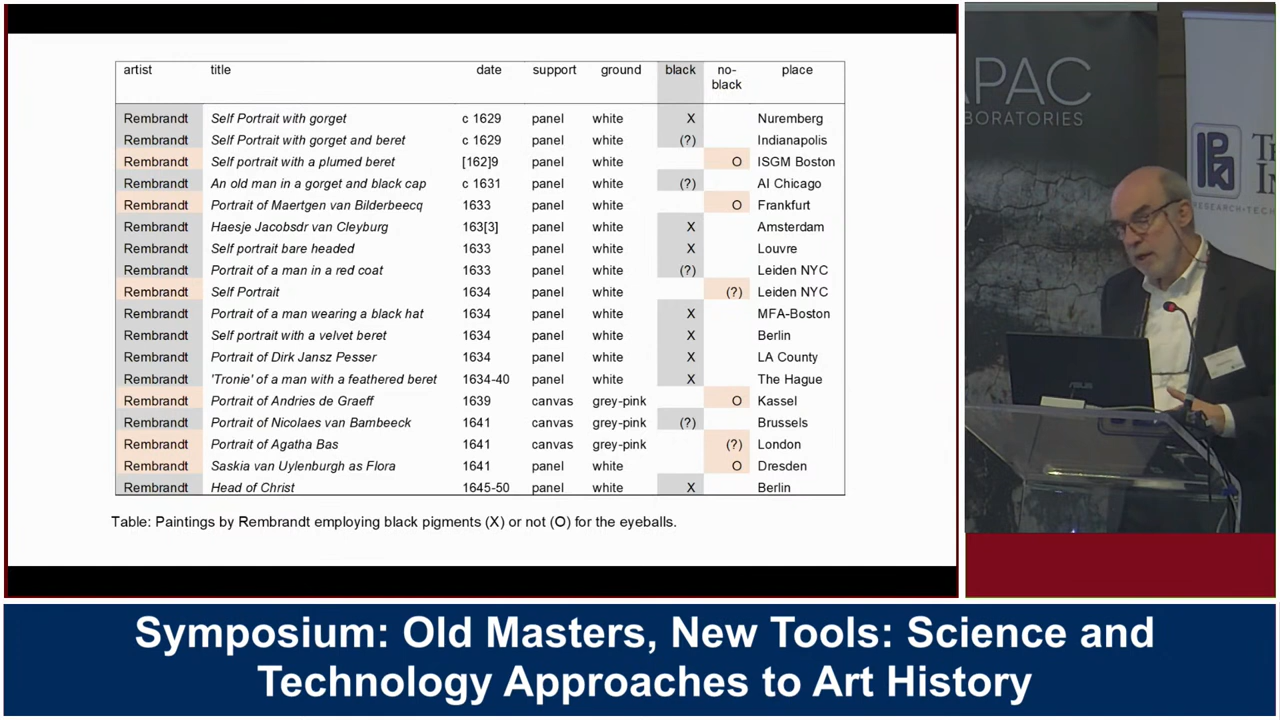 artist title date support ground black no-black place
Rembrandt Self Portrait with gorget c 1629 panel white X Nuremberg
Rembrandt Self Portrait with gorget and beret c 1629 panel white (?) Indianapolis
Rembrandt Self portrait with a plumed beret [162]9 panel white O ISGM Boston
Rembrandt An old man in a gorget and black cap c 1631 panel white (?) AI Chicago
Rembrandt Portrait of Maertgen van Bilderbeecq 1633 panel white O Frankfurt
Rembrandt Haesje Jacobsdr van Cleyburg 163[3] panel white X Amsterdam
Rembrandt Self portrait bare headed 1633 panel white X Louvre
Rembrandt Portrait of a man in a red coat 1633 panel white (?) Leiden NYC
Rembrandt Self Portrait 1634 panel white (?) Leiden NYC
Rembrandt Portrait of a man wearing a black hat 1634 panel white X MFA-Boston
Rembrandt Self portrait with a velvet beret 1634 panel white X Berlin
Rembrandt Portrait of Dirk Jansz Pesser 1634 panel white X LA County
Rembrandt 'Tronie' of a man with a feathered beret 1634-40 panel white X The Hague
Rembrandt Portrait of Andries de Graeff 1639 canvas grey-pink O Kassel
Rembrandt Portrait of Nicolaes van Bambeeck 1641 canvas grey-pink (?) Brussels
Rembrandt Portrait of Agatha Bas 1641 canvas grey-pink (?) London
Rembrandt Saskia van Uylenburgh as Flora 1641 panel white O Dresden
Rembrandt Head of Christ 1645-50 panel white X Berlin
Table: Paintings by Rembrandt employing black pigments (X) or not (O) for the eyeballs.
APAC
BORATORIES
RESEARCH•TECH
ASUS
Symposium: Old Masters, New Tools: Science and
Technology Approaches to Art History